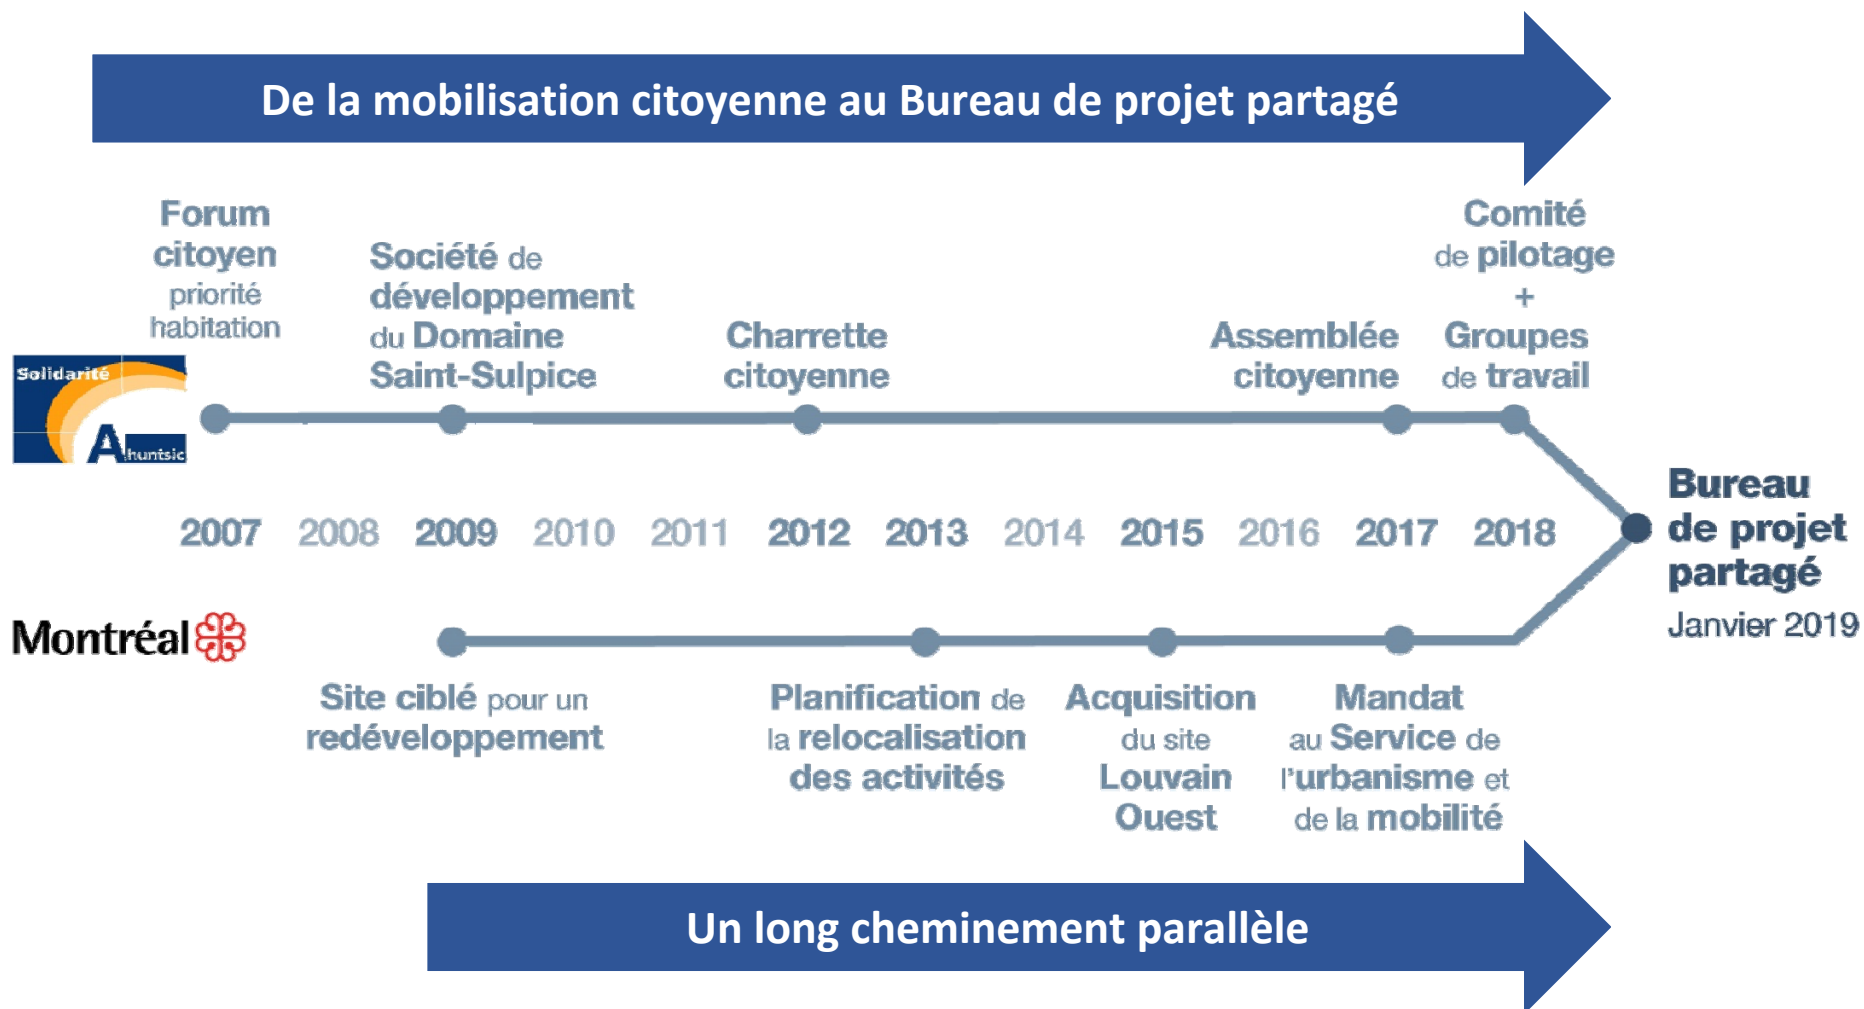 De la mobilisation citoyenne au Bureau de projet partagé
Forum
citoyen
priorité
habitation
Société de
développement
du Domaine
Saint-Sulpice
Charrette
citoyenne
Assemblée
citoyenne
Comité
de pilotage
+
Groupes
de travail
Solidarité
Ahuntsic
2007 2008 2009 2010 2011 2012 2013 2014 2015 2016 2017 2018
Bureau
de projet
partagé
Janvier 2019
Montréal
Site ciblé pour un
redéveloppement
Planification de
la relocalisation
des activités
Acquisition
du site
Louvain
Ouest
Mandat
au Service de
l'urbanisme et
de la mobilité
Un long cheminement parallèle